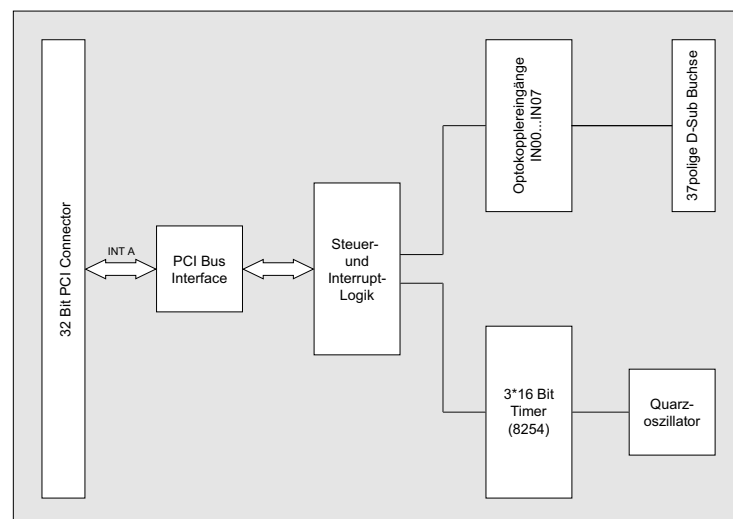 32 Bit PCI Connector
INT A
PCI Bus
Interface
Steuer-
und
Interrupt-
Logik
Optokopplereingänge
IN00...IN07
37polige D-Sub Buchse
3*16 Bit
Timer
(8254)
Quarz-
oszillator